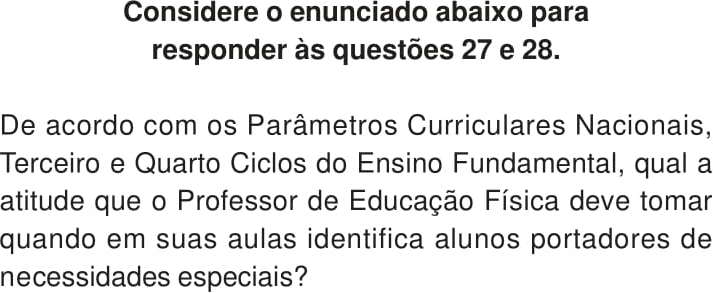 Considere o enunciado abaixo para
responder às questões 27 e 28.
De acordo com os Parâmetros Curriculares Nacionais,
Terceiro e Quarto Ciclos do Ensino Fundamental, qual a
atitude que o Professor de Educação Física deve tomar
quando em suas aulas identifica alunos portadores de
necessidades especiais?